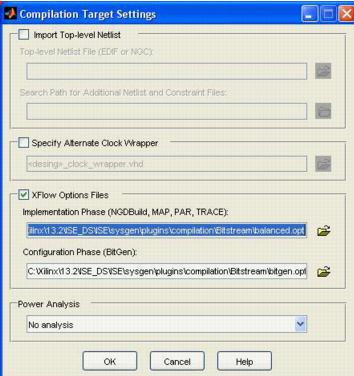 Compilation Target Settings
Import Top-level Netlist
Top-level Netlist File (EDIF or NGC):
Search Path for Additional Netlist and Constraint Files:
Specify Alternate Clock Wrapper
<desing>_clock_wrapper.vhd
XFlow Options Files
Implementation Phase (NGDBuild, MAP, PAR, TRACE):
ilinx\13.2\ISE_DS\ISE\sysgen\plugins\compilation\Bitstream\balanced.opt
Configuration Phase (BitGen):
C:\Xilinx\13.2\ISE_DS\ISE\sysgen\plugins\compilation\Bitstream\bitgen.opt
Power Analysis
No analysis
OK Cancel Help